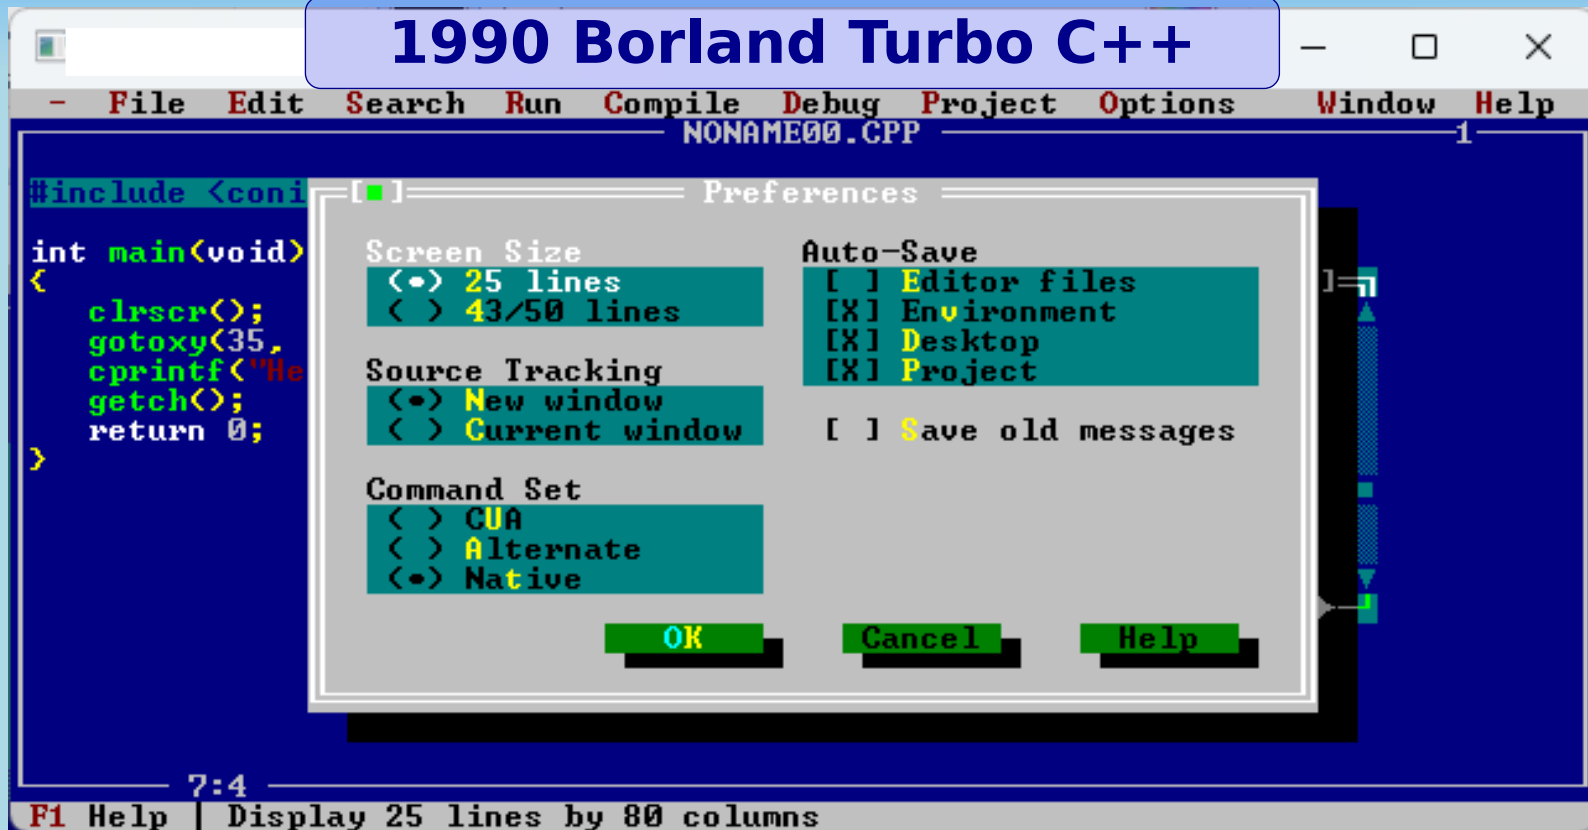 1990 Borland Turbo C++
- File Edit Search Run Compile Debug Project Options Window Help
NONAME00.CPP 1
#include <coni
[■] Preferences
int main(void)
{
clrscr();
gotoxy(35,
cprintf("He
getch();
return 0;
}
Screen Size
(•) 25 lines
( ) 43/50 lines
Source Tracking
(•) New window
( ) Current window
Command Set
( ) CUA
( ) Alternate
(•) Native
Auto-Save
[ ] Editor files
[X] Environment
[X] Desktop
[X] Project
[ ] Save old messages
OK Cancel Help
7:4
F1 Help | Display 25 lines by 80 columns